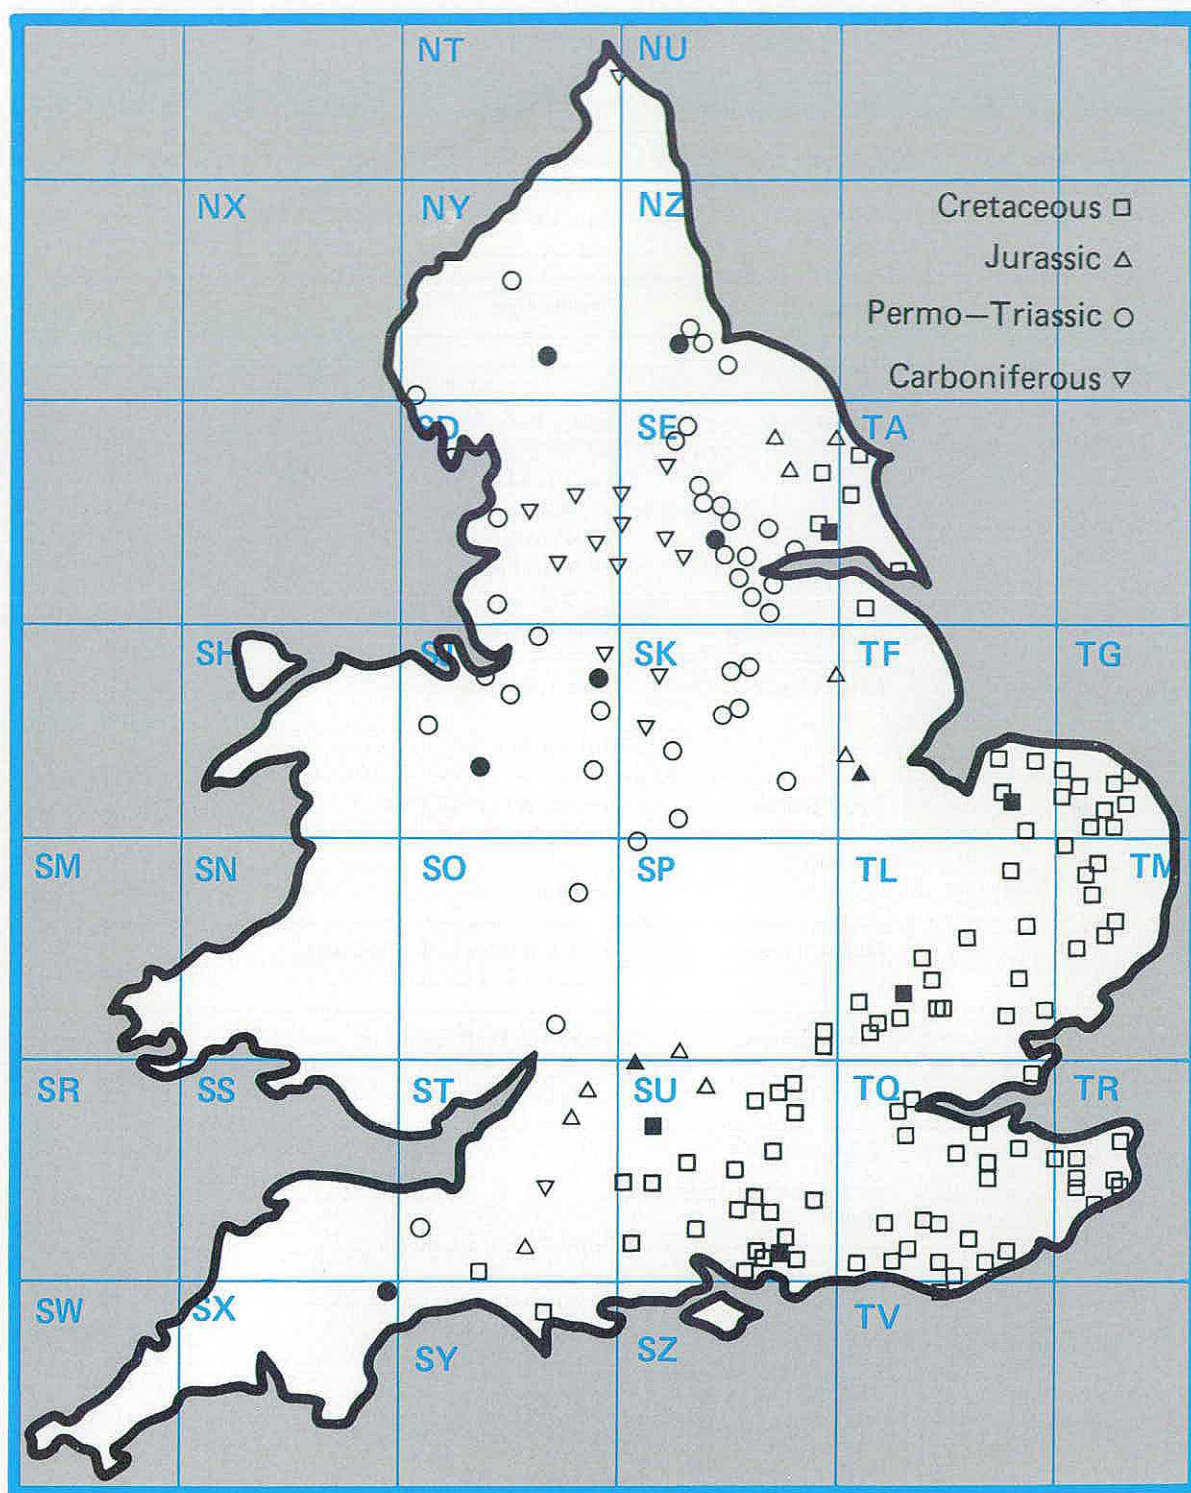 NT NU
NX NY NZ
Cretaceous
Jurassic
Permo—Triassic
Carboniferous
SD SE TA
SH SJ SK TF TG
SM SN SO SP TL TM
SR SS ST SU TQ TR
SW SX TV
SY SZ